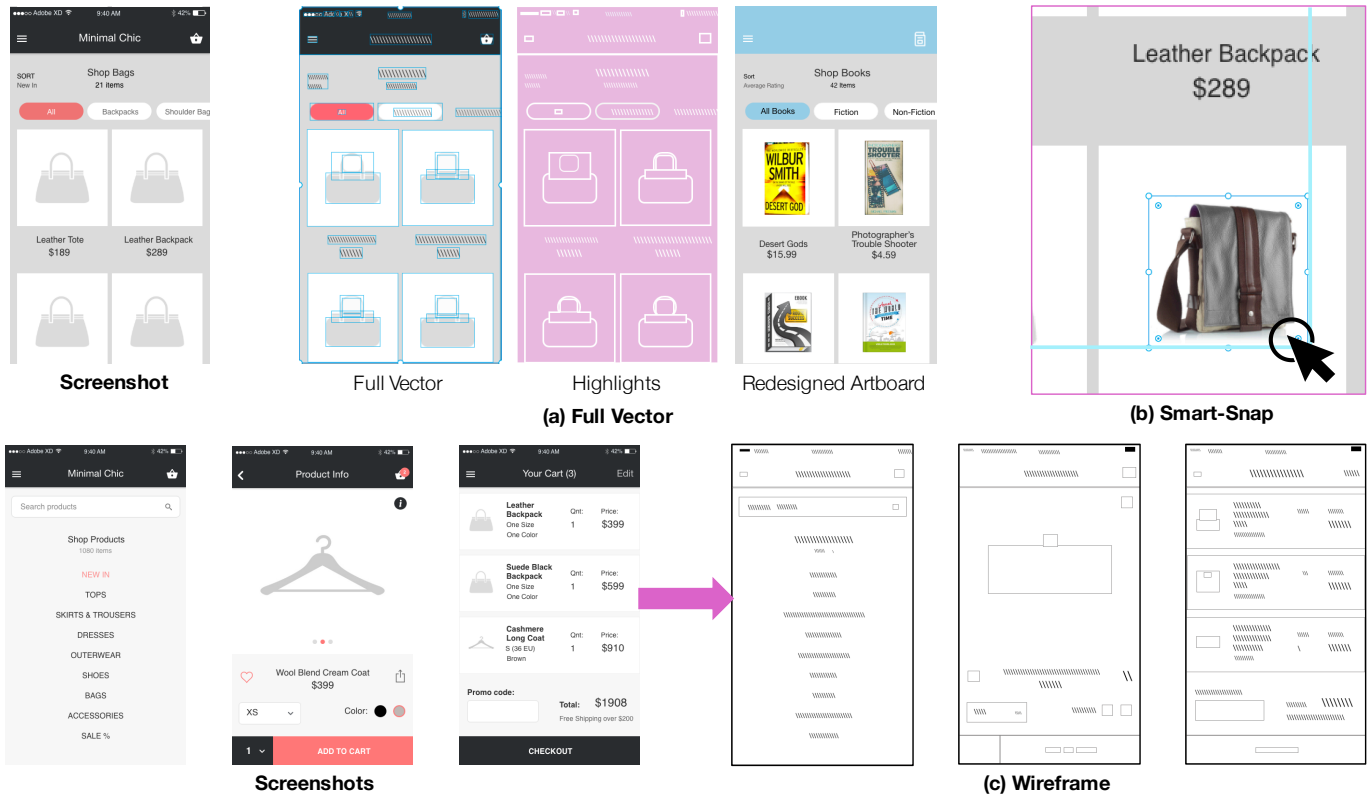 ●●●○○ Adobe XD 9:40 AM 42%
Minimal Chic
SORT
New In
Shop Bags
21 items
All Backpacks Shoulder Bag
Leather Tote
$189
Leather Backpack
$289
Screenshot
All
Full Vector
Highlights
Sort
Average Rating
Shop Books
42 Items
All Books Fiction Non-Fiction
WILBUR
SMITH
DESERT GOD
TROUBLE
SHOOTER
Desert Gods
$15.99
Photographer's
Trouble Shooter
$4.59
EBOOK
Redesigned Artboard
(a) Full Vector
Leather Backpack
$289
(b) Smart-Snap
●●●○○ Adobe XD 9:40 AM 42%
Minimal Chic
Search products
Shop Products
1080 items
NEW IN
TOPS
SKIRTS & TROUSERS
DRESSES
OUTERWEAR
SHOES
BAGS
ACCESSORIES
SALE %
●●●○○ Adobe XD 9:40 AM 42%
Product Info
i
Wool Blend Cream Coat
$399
XS Color:
1 ADD TO CART
●●●○○ Adobe XD 9:40 AM 42%
Your Cart (3) Edit
Leather
Backpack
One Size
One Color
Qnt:
1
Price:
$399
Suede Black
Backpack
One Size
One Color
Qnt:
1
Price:
$599
Cashmere
Long Coat
S (36 EU)
Brown
Qnt:
1
Price:
$910
Promo code:
Total: $1908
Free Shipping over $200
CHECKOUT
Screenshots
(c) Wireframe